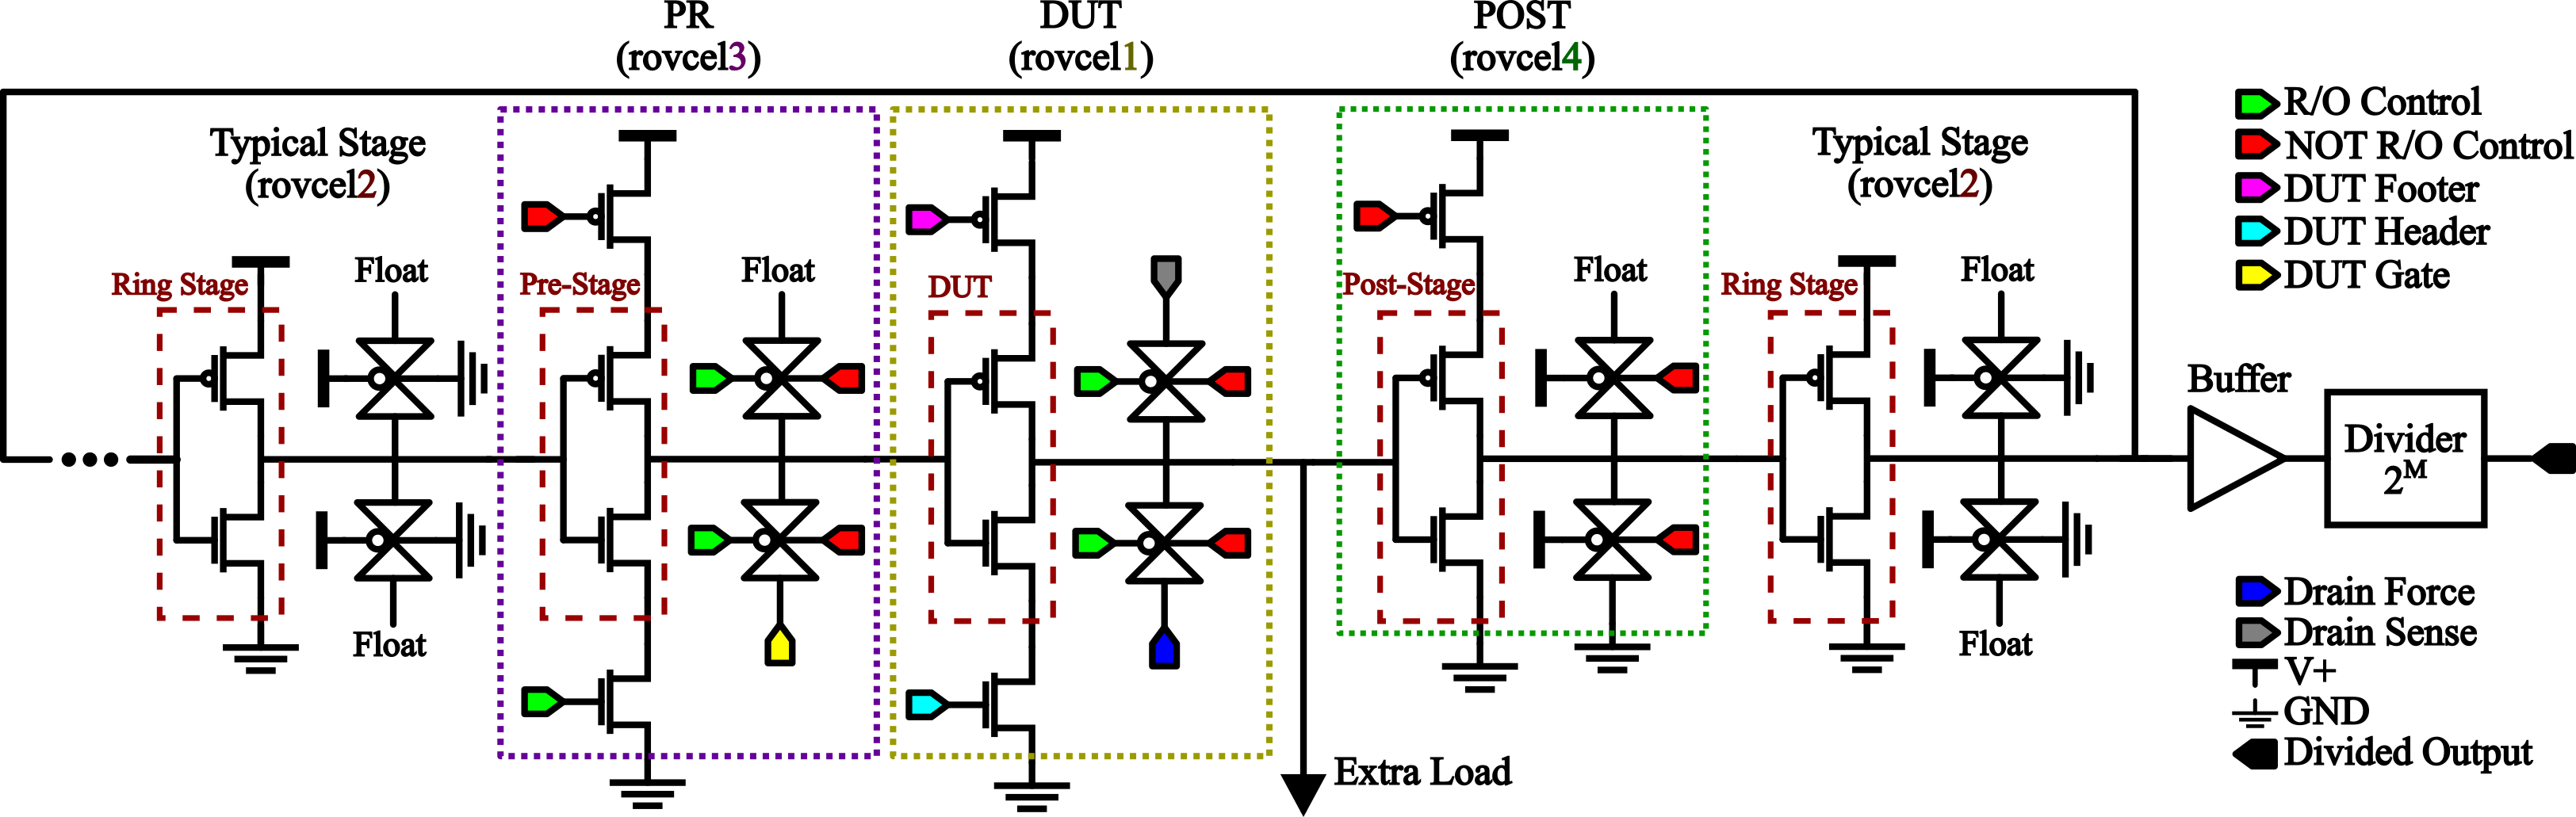 PR
(rovcel3)
DUT
(rovcel1)
POST
(rovcel4)
Typical Stage
(rovcel2)
Typical Stage
(rovcel2)
R/O Control
NOT R/O Control
DUT Footer
DUT Header
DUT Gate
Ring Stage
Float
Pre-Stage
Float
DUT
Post-Stage
Float
Ring Stage
Float
Buffer
Divider
2^M
Float
Float
Extra Load
Drain Force
Drain Sense
V+
GND
Divided Output